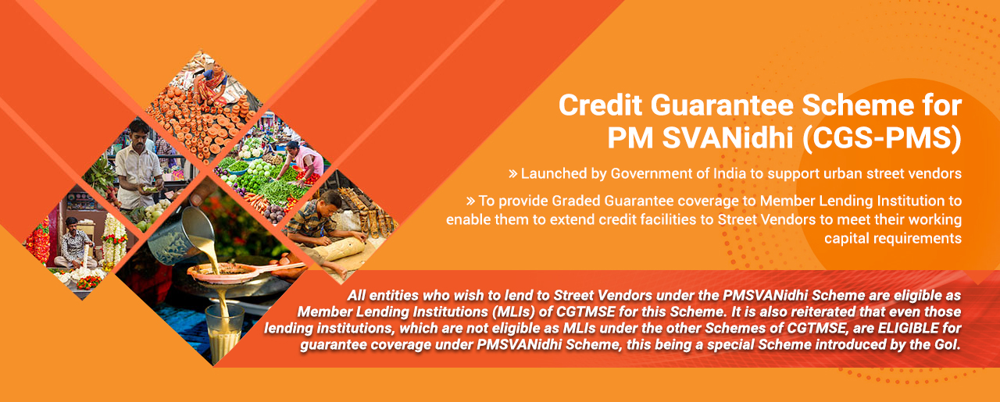 Credit Guarantee Scheme for
PM SVANidhi (CGS-PMS)
» Launched by Government of India to support urban street vendors
» To provide Graded Guarantee coverage to Member Lending Institution to
enable them to extend credit facilities to Street Vendors to meet their working
capital requirements
All entities who wish to lend to Street Vendors under the PMSVANidhi Scheme are eligible as
Member Lending Institutions (MLIs) of CGTMSE for this Scheme. It is also reiterated that even those
lending institutions, which are not eligible as MLIs under the other Schemes of CGTMSE, are ELIGIBLE for
guarantee coverage under PMSVANidhi Scheme, this being a special Scheme introduced by the GoI.